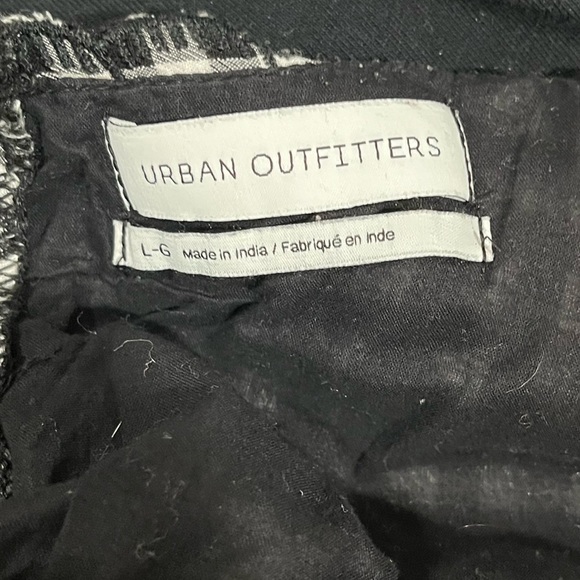 URBAN OUTFITTERS
L-G Made in India / Fabriqué en Inde